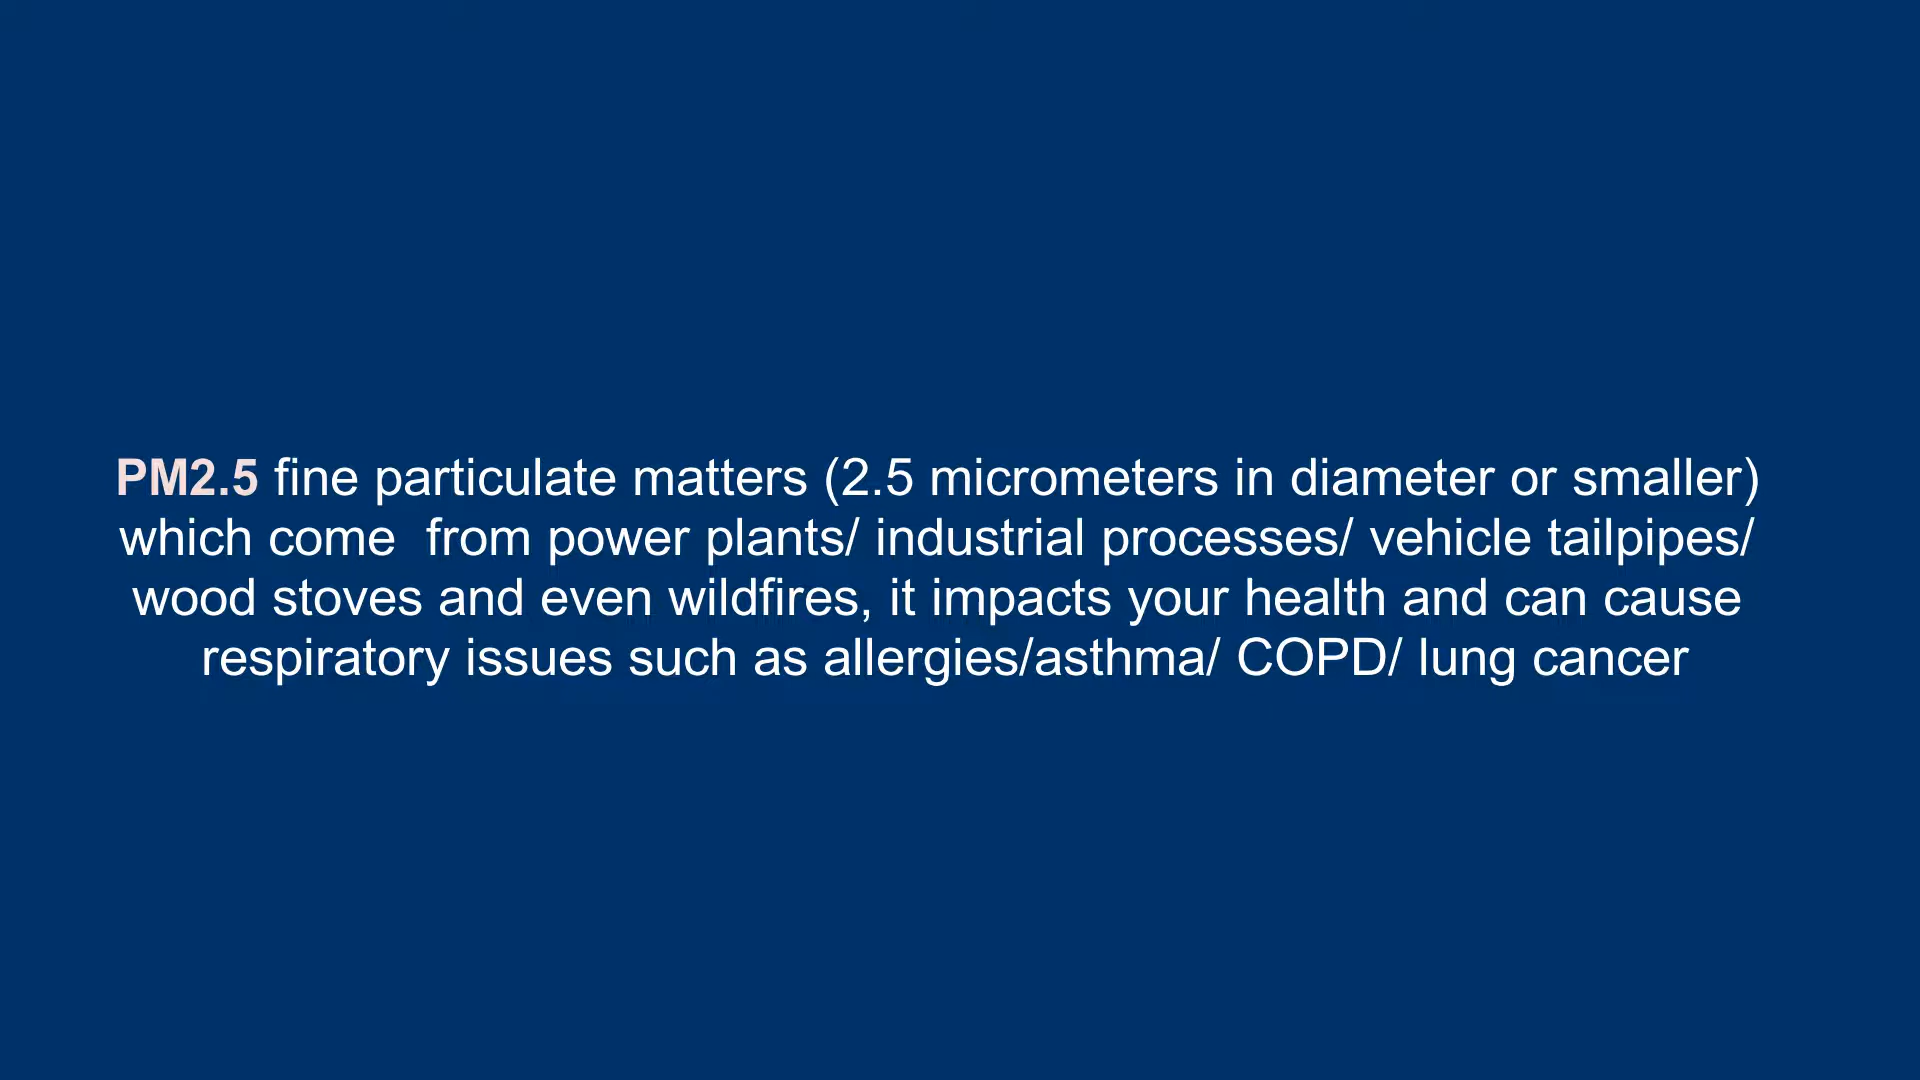 PM2.5 fine particulate matters (2.5 micrometers in diameter or smaller)
which come  from power plants/ industrial processes/ vehicle tailpipes/
wood stoves and even wildfires, it impacts your health and can cause
respiratory issues such as allergies/asthma/ COPD/ lung cancer